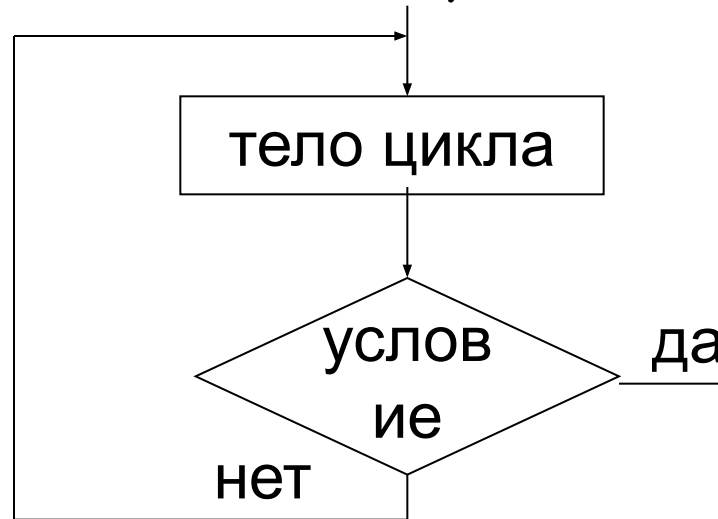 тело цикла
услов
да
ие
нет